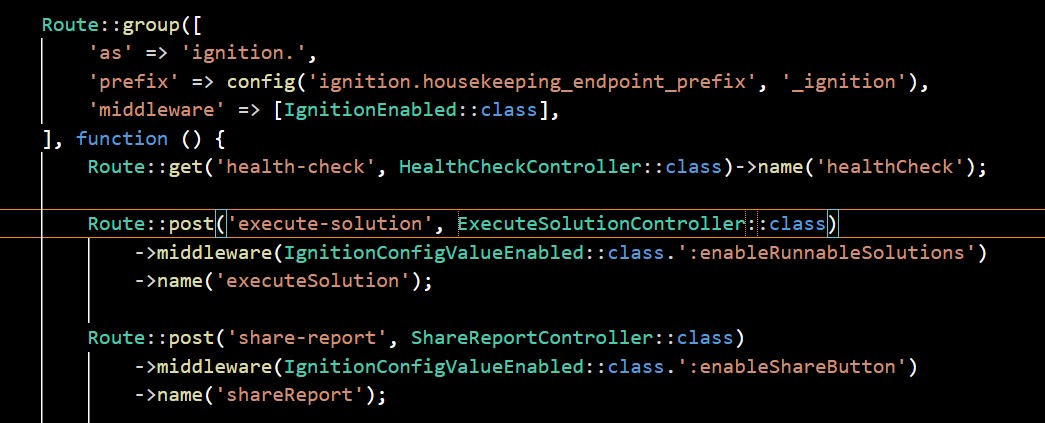 Route::group([
'as' => 'ignition.',
'prefix' => config('ignition.housekeeping_endpoint_prefix', '_ignition'),
'middleware' => [IgnitionEnabled::class],
], function () {
Route::get('health-check', HealthCheckController::class)->name('healthCheck');
Route::post('execute-solution', ExecuteSolutionController::class)
->middleware(IgnitionConfigValueEnabled::class.':enableRunnableSolutions')
->name('executeSolution');
Route::post('share-report', ShareReportController::class)
->middleware(IgnitionConfigValueEnabled::class.':enableShareButton')
->name('shareReport');